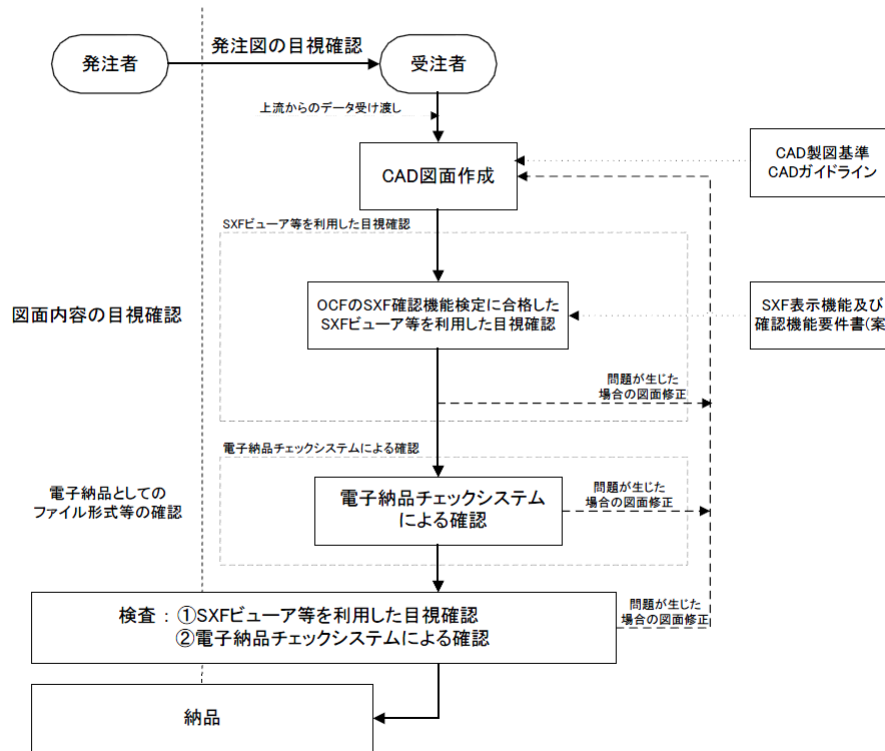 発注図の目視確認
発注者
受注者
上流からのデータ受け渡し
CAD図面作成
CAD製図基準
CADガイドライン
SXFビューア等を利用した目視確認
図面内容の目視確認
OCFのSXF確認機能検定に合格した
SXFビューア等を利用した目視確認
SXF表示機能及び
確認機能要件書(案
問題が生じた
場合の図面修正
電子納品チェックシステムによる確認
電子納品としての
ファイル形式等の確認
電子納品チェックシステム
による確認
問題が生じた
場合の図面修正
検査：①SXFビューア等を利用した目視確認
②電子納品チェックシステムによる確認
問題が生じた
場合の図面修正
納品